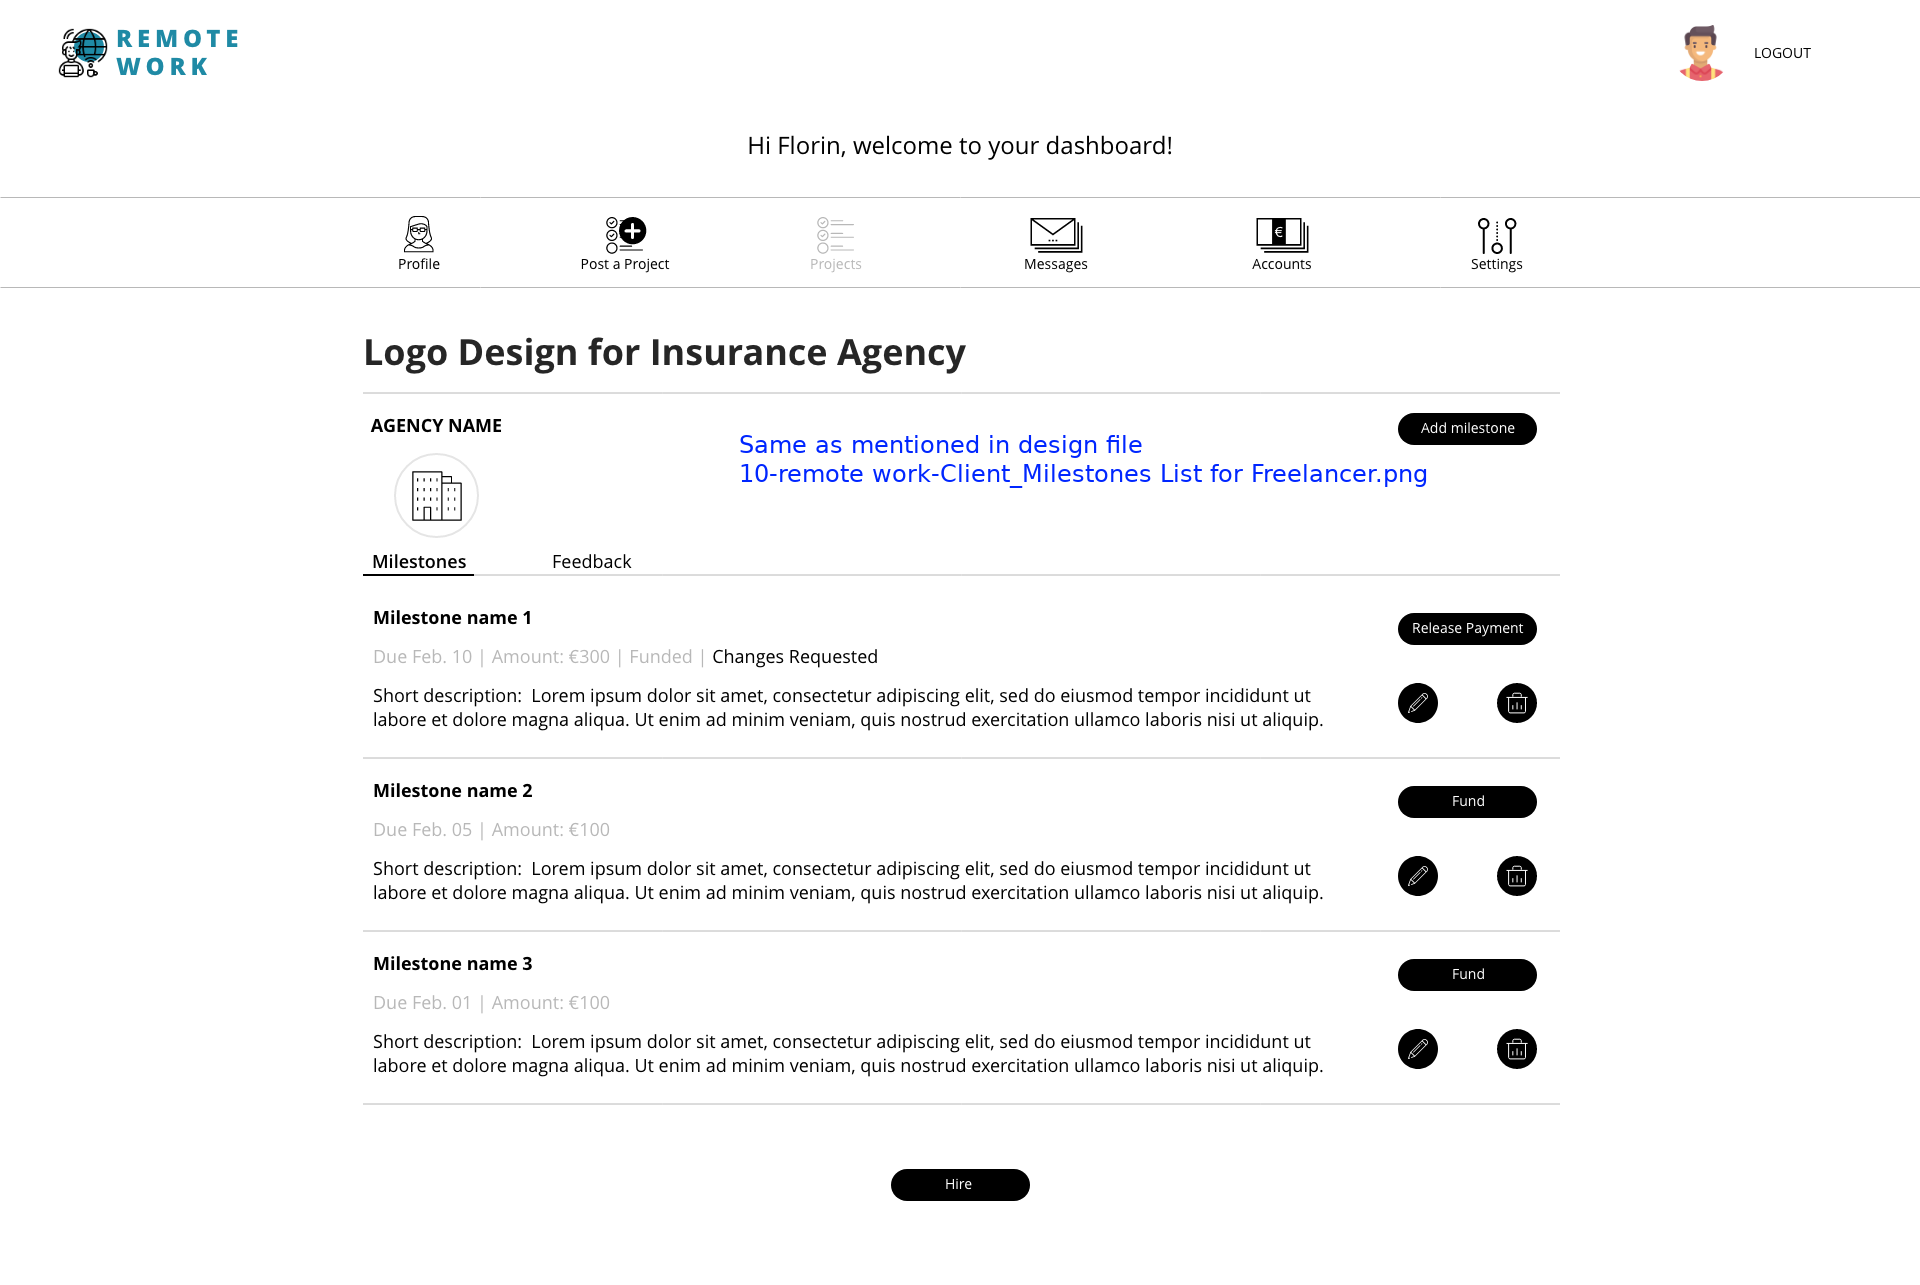 REMOTE
WORK
LOGOUT
Hi Florin, welcome to your dashboard!
Profile
Post a Project
Projects
Messages
€
Accounts
Settings
Logo Design for Insurance Agency
AGENCY NAME
Add milestone
Same as mentioned in design file
10-remote work-Client_Milestones List for Freelancer.png
Milestones
Feedback
Milestone name 1
Release Payment
Due Feb. 10 | Amount: €300 | Funded | Changes Requested
Short description:  Lorem ipsum dolor sit amet, consectetur adipiscing elit, sed do eiusmod tempor incididunt ut
labore et dolore magna aliqua. Ut enim ad minim veniam, quis nostrud exercitation ullamco laboris nisi ut aliquip.
Milestone name 2
Fund
Due Feb. 05 | Amount: €100
Short description:  Lorem ipsum dolor sit amet, consectetur adipiscing elit, sed do eiusmod tempor incididunt ut
labore et dolore magna aliqua. Ut enim ad minim veniam, quis nostrud exercitation ullamco laboris nisi ut aliquip.
Milestone name 3
Fund
Due Feb. 01 | Amount: €100
Short description:  Lorem ipsum dolor sit amet, consectetur adipiscing elit, sed do eiusmod tempor incididunt ut
labore et dolore magna aliqua. Ut enim ad minim veniam, quis nostrud exercitation ullamco laboris nisi ut aliquip.
Hire